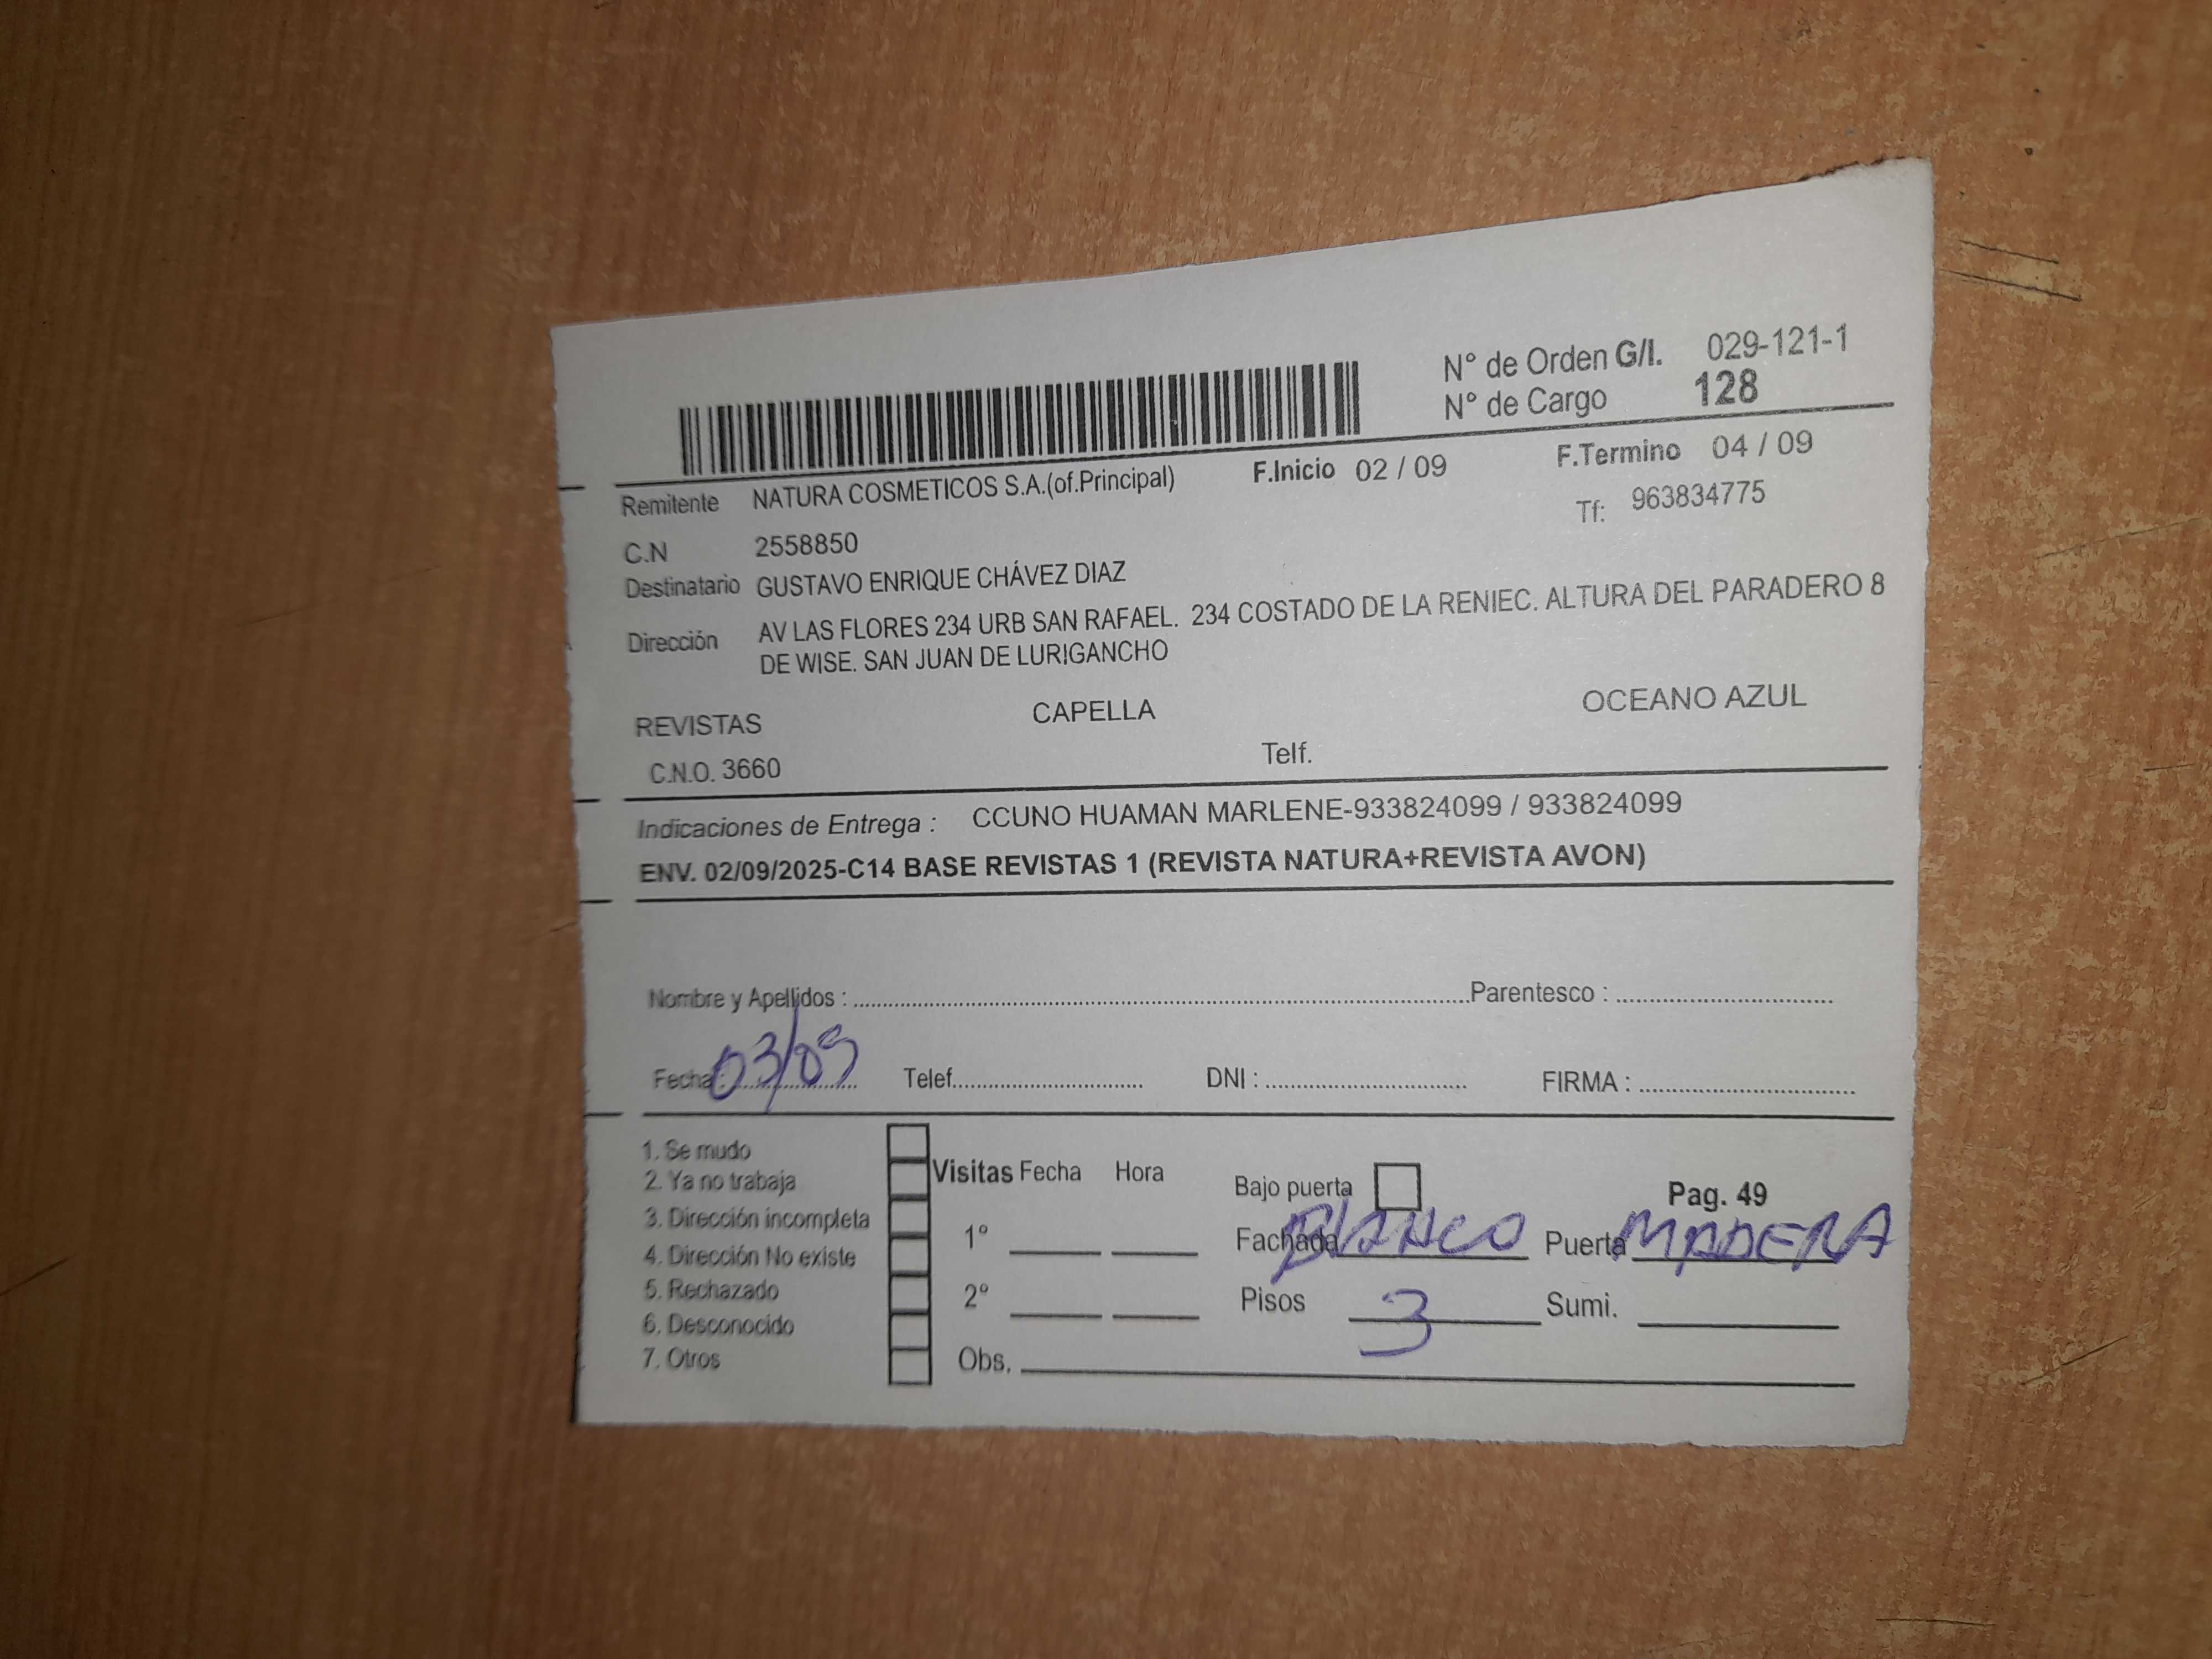 N° de Orden G/I. 029-121-1
N° de Cargo 128
F.Inicio 02 / 09 F.Termino 04 / 09
Remitente NATURA COSMETICOS S.A.(of.Principal)
Tf: 963834775
C.N 2558850
Destinatario GUSTAVO ENRIQUE CHÁVEZ DIAZ
Dirección AV LAS FLORES 234 URB SAN RAFAEL. 234 COSTADO DE LA RENIEC. ALTURA DEL PARADERO 8
DE WISE. SAN JUAN DE LURIGANCHO
REVISTAS CAPELLA OCEANO AZUL
C.N.O. 3660 Telf.
Indicaciones de Entrega : CCUNO HUAMAN MARLENE-933824099 / 933824099
ENV. 02/09/2025-C14 BASE REVISTAS 1 (REVISTA NATURA+REVISTA AVON)
Nombre y Apellidos : Parentesco :
Fecha : 03/09 Telef. DNI : FIRMA :
1. Se mudo
2. Ya no trabaja
3. Dirección incompleta
4. Dirección No existe
5. Rechazado
6. Desconocido
7. Otros
Visitas Fecha Hora
1°
2°
Obs.
Bajo puerta Pag. 49
Fachada BLANCO Puerta MADERA
Pisos 3 Sumi.